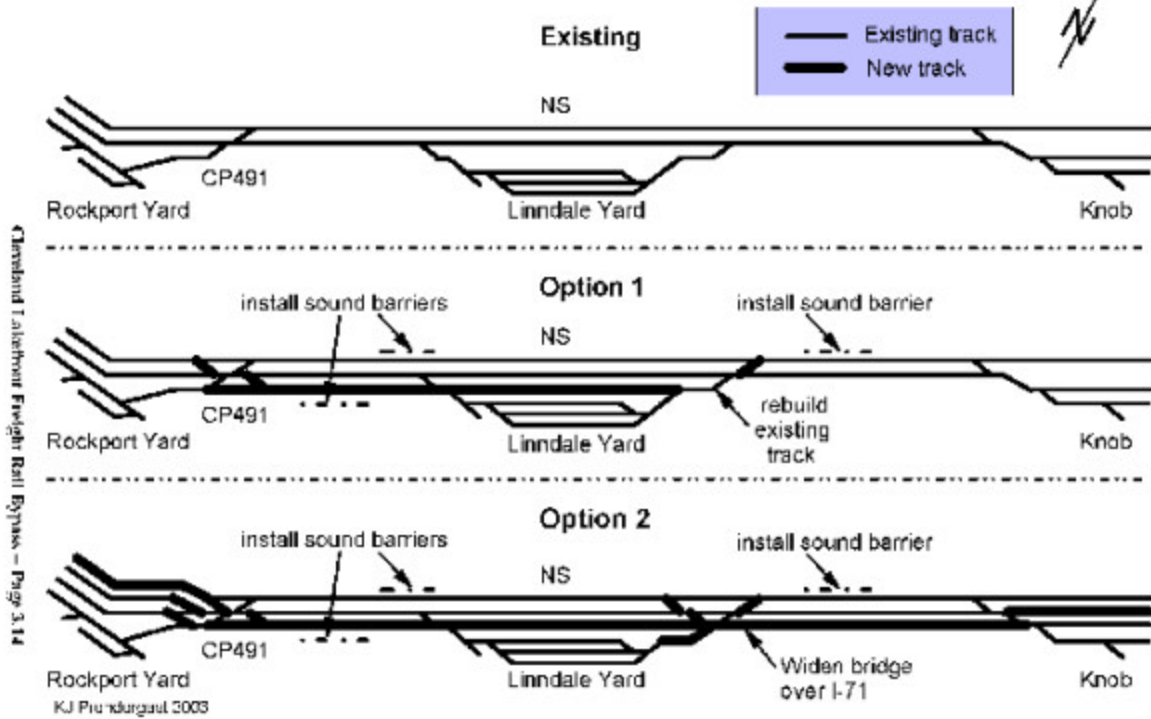 Existing
Existing track
New track
NS
CP491
Rockport Yard
Linndale Yard
Knob
Option 1
install sound barriers
install sound barrier
NS
CP491
rebuild
existing
track
Rockport Yard
Linndale Yard
Knob
Option 2
install sound barriers
install sound barrier
NS
CP491
Widen bridge
over I-71
Rockport Yard
Linndale Yard
Knob
KJ Prendergast 2003
Cleveland Lakefront Freight Rail Bypass – Page 3.14
N